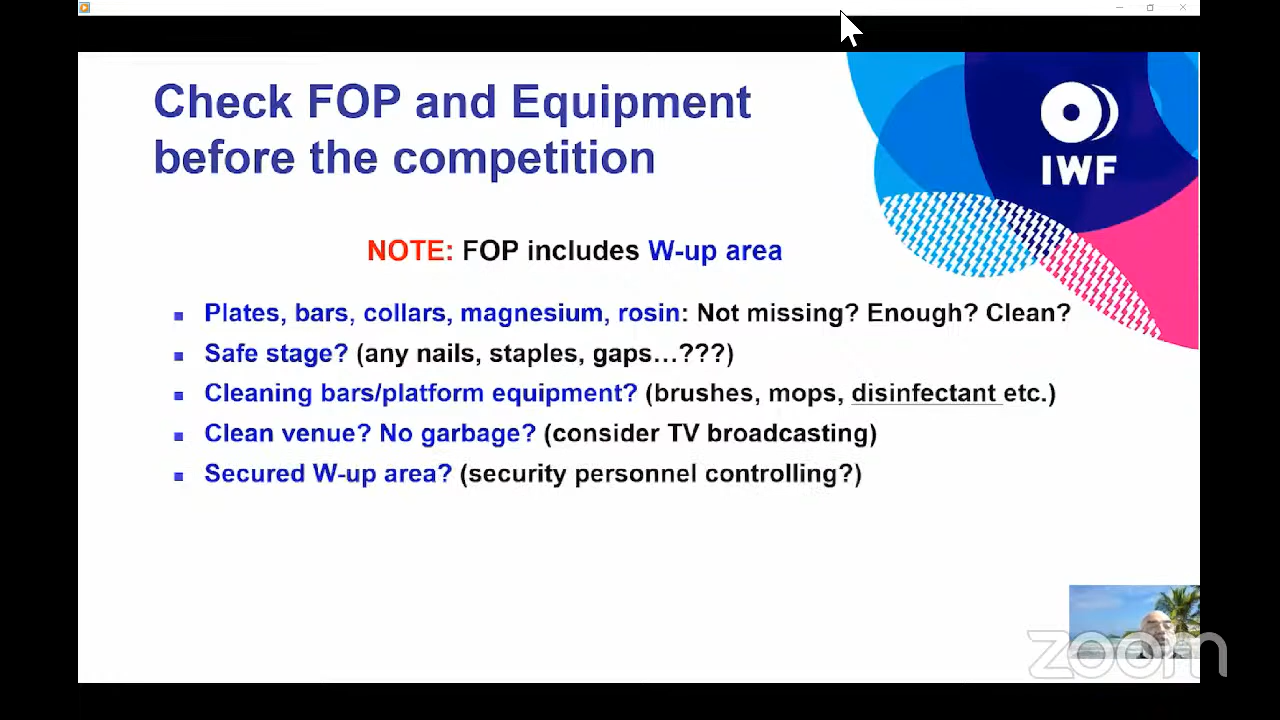 Check FOP and Equipment
before the competition
IWF
NOTE: FOP includes W-up area
Plates, bars, collars, magnesium, rosin: Not missing? Enough? Clean?
Safe stage? (any nails, staples, gaps…???)
Cleaning bars/platform equipment? (brushes, mops, disinfectant etc.)
Clean venue? No garbage? (consider TV broadcasting)
Secured W-up area? (security personnel controlling?)
zoom